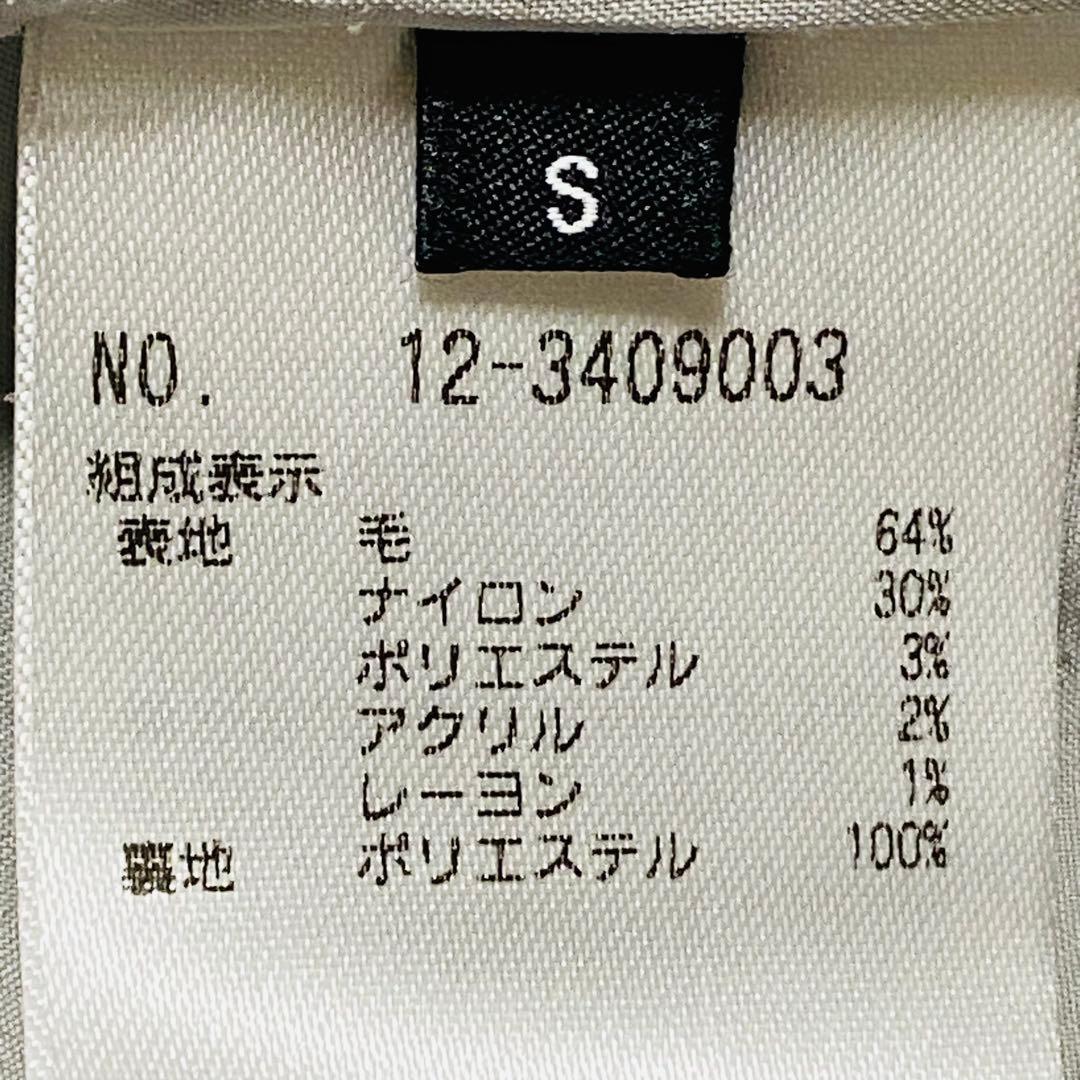 S
NO. 12-3409003
組成表示
表地 毛 64%
ナイロン 30%
ポリエステル 3%
アクリル 2%
レーヨン 1%
裏地 ポリエステル 100%